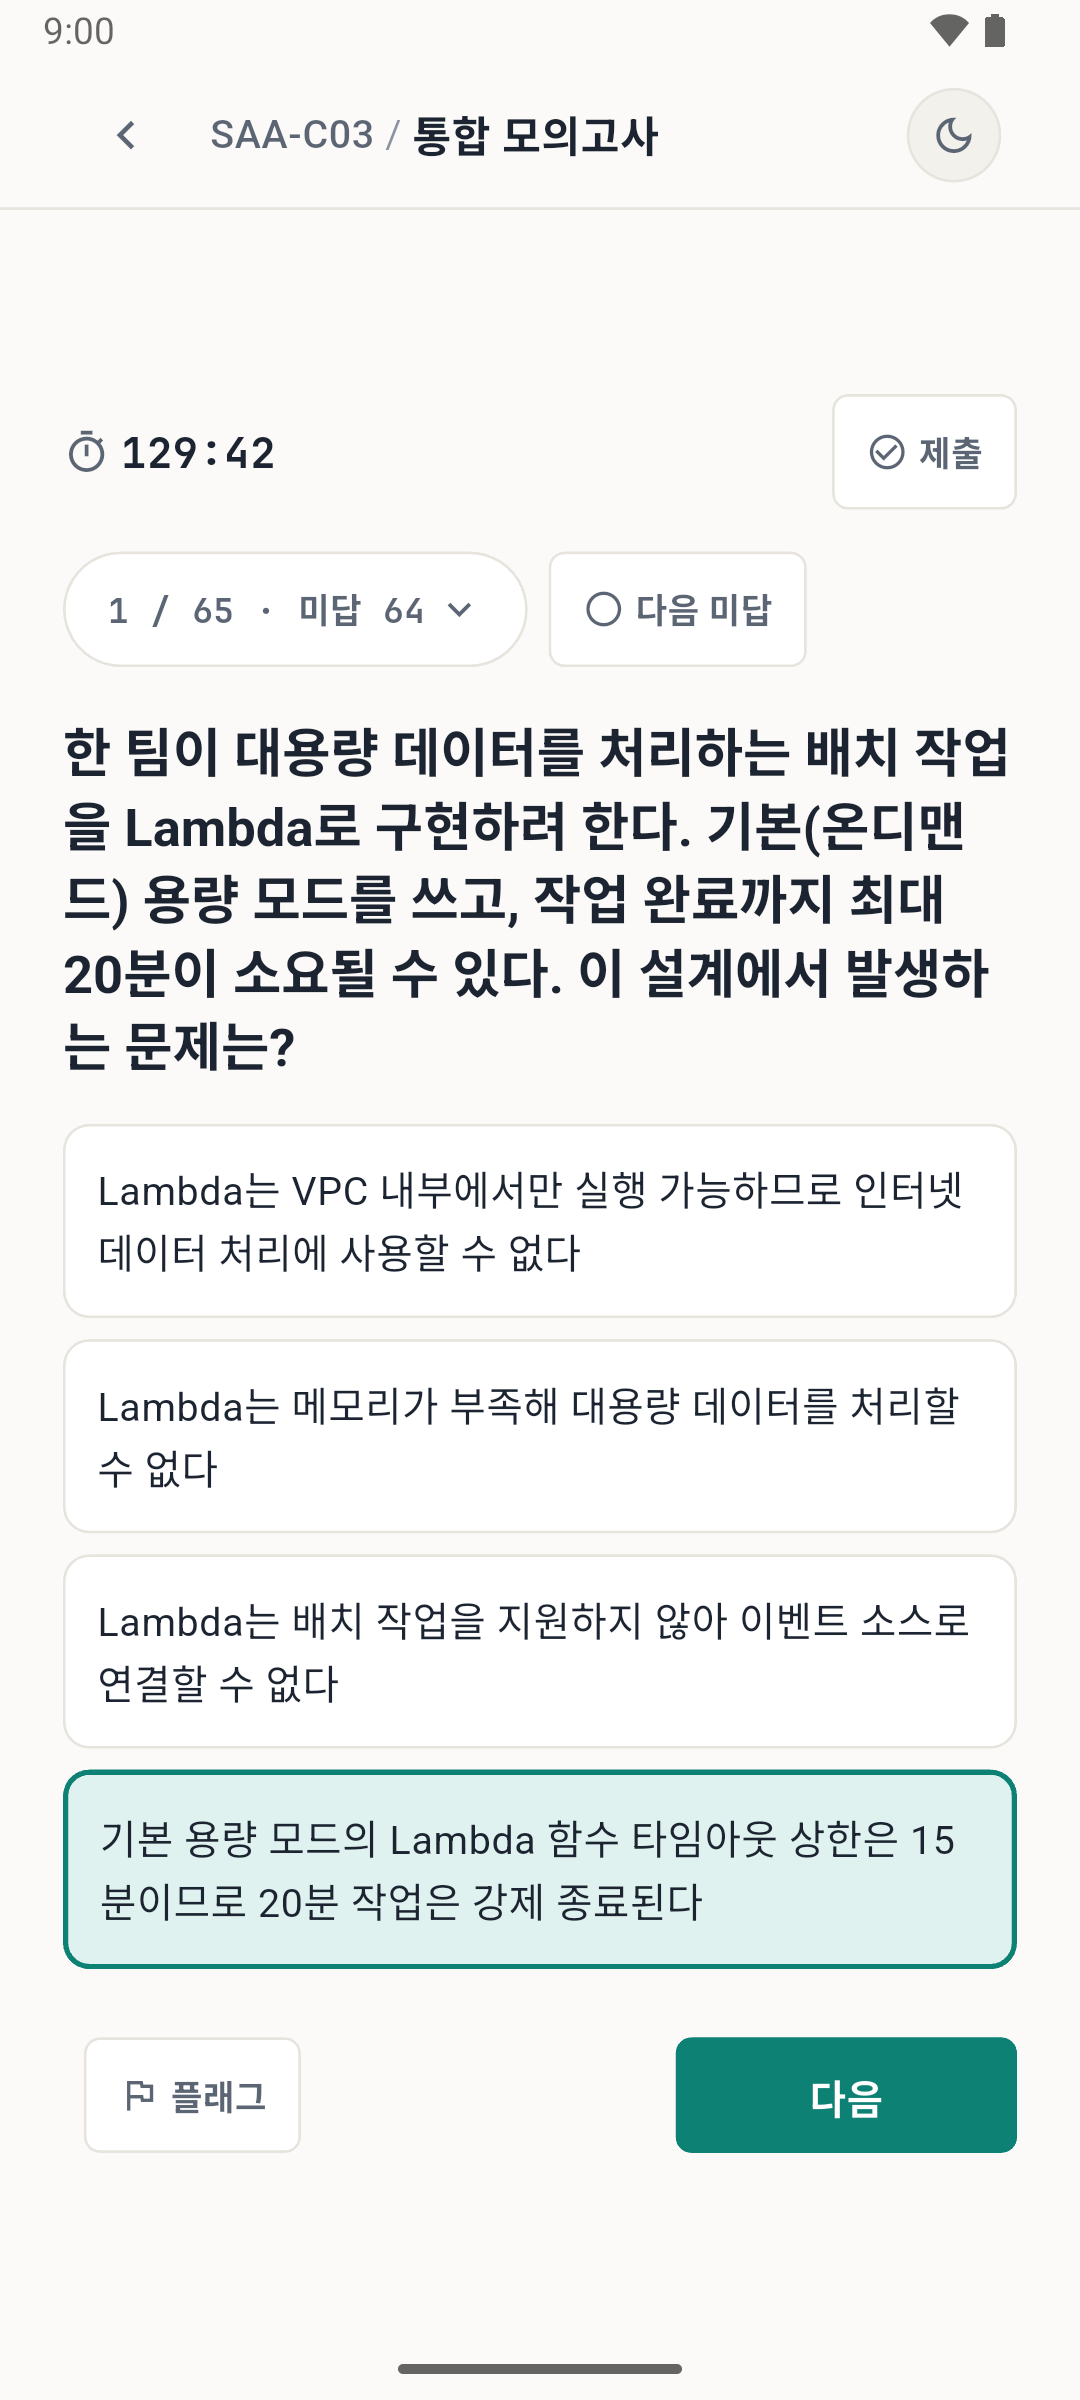 9:00
SAA-C03 / 통합 모의고사
129:42
제출
1 / 65 · 미답 64
다음 미답
한 팀이 대용량 데이터를 처리하는 배치 작업
을 Lambda로 구현하려 한다. 기본(온디맨
드) 용량 모드를 쓰고, 작업 완료까지 최대
20분이 소요될 수 있다. 이 설계에서 발생하
는 문제는?
Lambda는 VPC 내부에서만 실행 가능하므로 인터넷
데이터 처리에 사용할 수 없다
Lambda는 메모리가 부족해 대용량 데이터를 처리할
수 없다
Lambda는 배치 작업을 지원하지 않아 이벤트 소스로
연결할 수 없다
기본 용량 모드의 Lambda 함수 타임아웃 상한은 15
분이므로 20분 작업은 강제 종료된다
플래그
다음